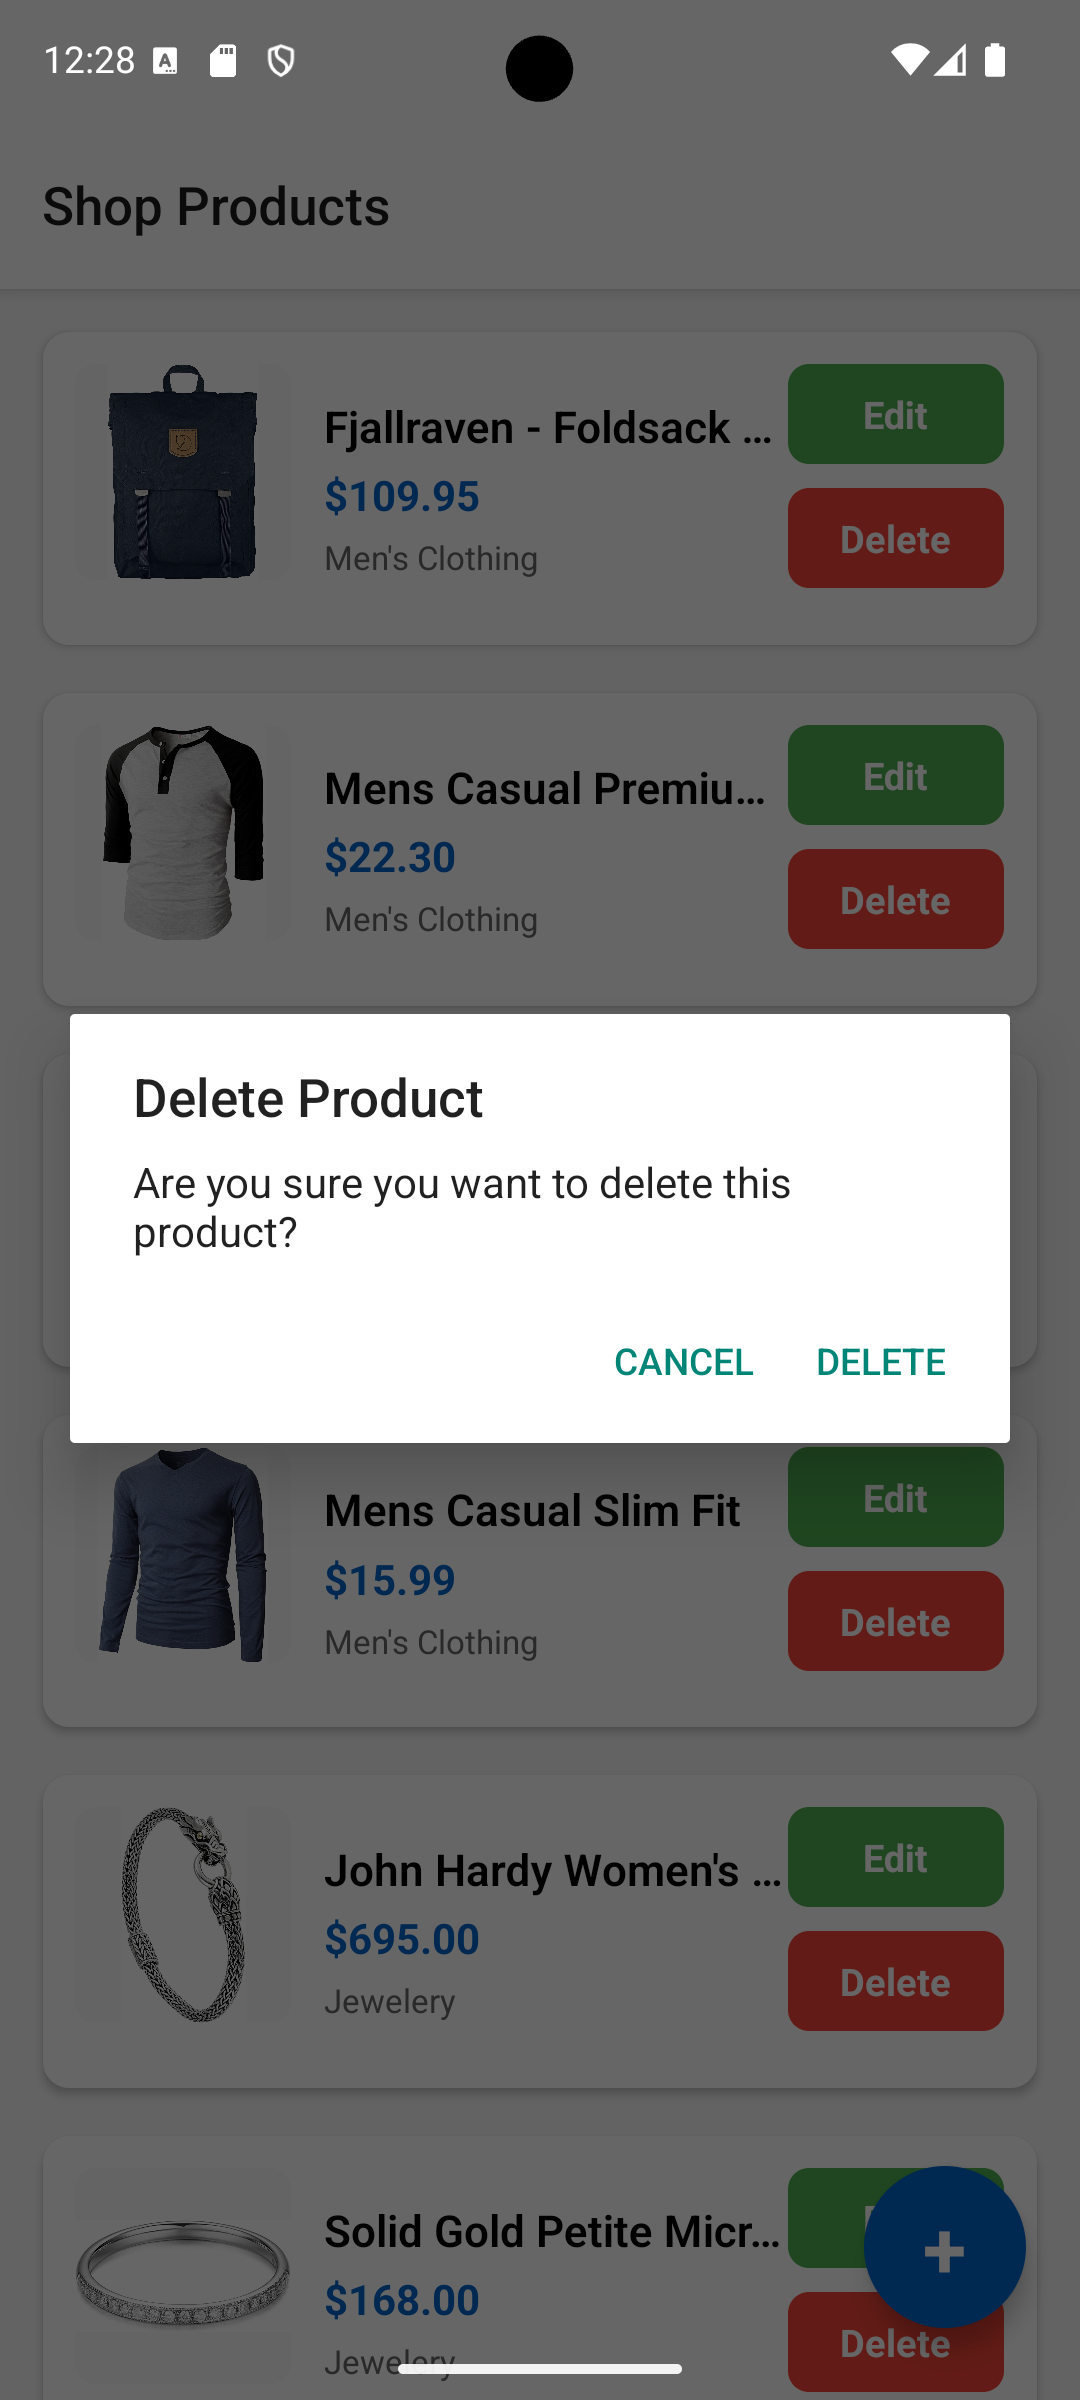 12:28
Shop Products
Fjallraven - Foldsack ...
$109.95
Men's Clothing
Edit
Delete
Mens Casual Premiu...
$22.30
Men's Clothing
Edit
Delete
Delete Product
Are you sure you want to delete this
product?
CANCEL DELETE
Mens Casual Slim Fit
$15.99
Men's Clothing
Edit
Delete
John Hardy Women's ...
$695.00
Jewelery
Edit
Delete
Solid Gold Petite Micr...
$168.00
Jewelery
+
Delete